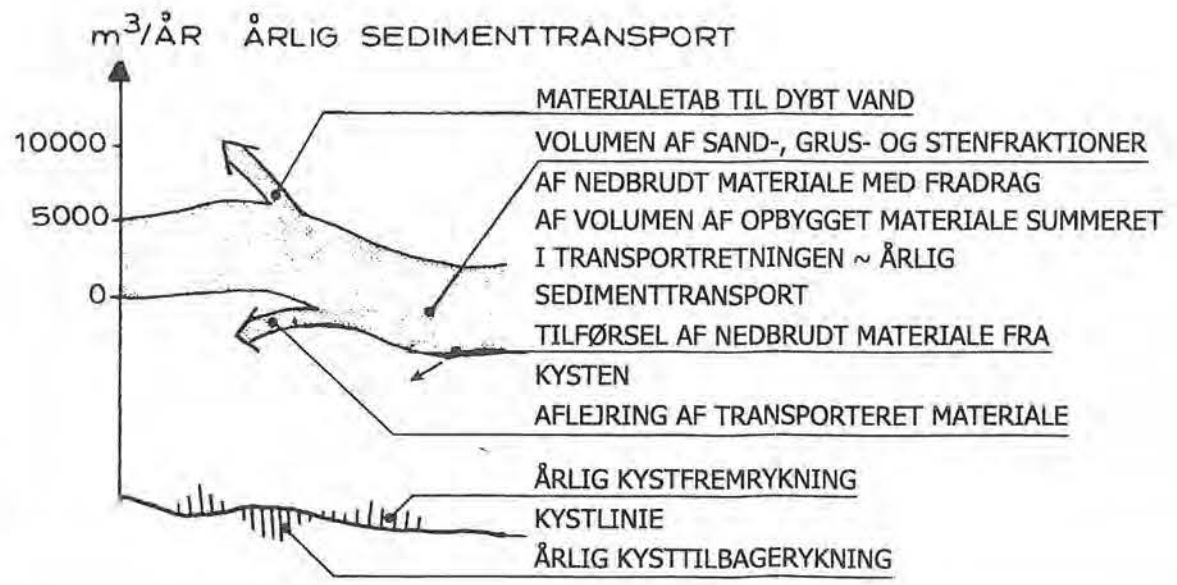 m³/ÅR ÅRLIG SEDIMENTTRANSPORT
10000
5000
0
MATERIALETAB TIL DYBT VAND
VOLUMEN AF SAND-, GRUS- OG STENFRAKTIONER
AF NEDBRUDT MATERIALE MED FRADRAG
AF VOLUMEN AF OPBYGGET MATERIALE SUMMERET
I TRANSPORTRETNINGEN ~ ÅRLIG
SEDIMENTTRANSPORT
TILFØRSEL AF NEDBRUDT MATERIALE FRA
KYSTEN
AFLEJRING AF TRANSPORTERET MATERIALE
ÅRLIG KYSTFREMRYKNING
KYSTLINIE
ÅRLIG KYSTTILBAGERYKNING